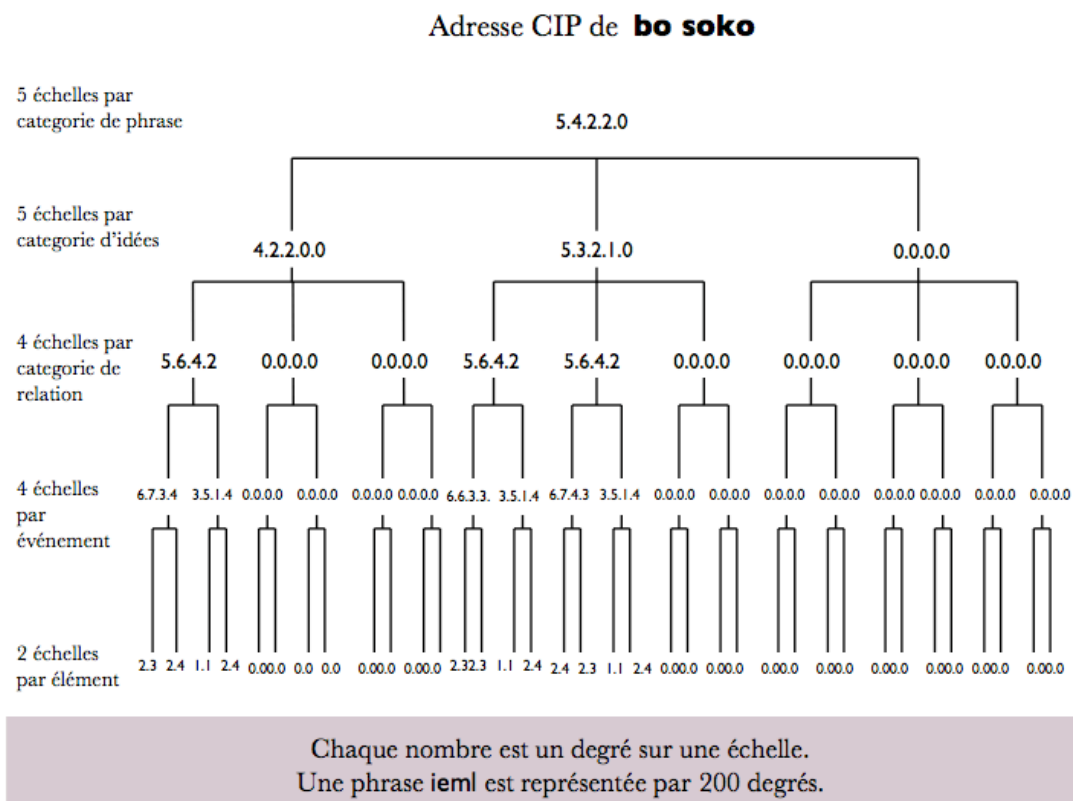 Adresse CIP de bo soko
5 échelles par
categorie de phrase
5.4.2.2.0
5 échelles par
categorie d'idées
4.2.2.0.0 5.3.2.1.0 0.0.0.0
4 échelles par
categorie de
relation
5.6.4.2 0.0.0.0 0.0.0.0 5.6.4.2 5.6.4.2 0.0.0.0 0.0.0.0 0.0.0.0 0.0.0.0
4 échelles
par
événement
6.7.3.4 3.5.1.4 0.0.0.0 0.0.0.0 0.0.0.0 0.0.0.0 6.6.3.3. 3.5.1.4 6.7.4.3 3.5.1.4 0.0.0.0 0.0.0.0 0.0.0.0 0.0.0.0 0.0.0.0 0.0.0.0 0.0.0.0 0.0.0.0
2 échelles
par élément
2.3 2.4 1.1 2.4 0.00.0 0.0 0.0 0.00.0 0.00.0 2.32.3 1.1 2.4 2.4 2.3 1.1 2.4 0.00.0 0.00.0 0.00.0 0.00.0 0.00.0 0.00.0 0.00.0 0.00.0
Chaque nombre est un degré sur une échelle.
Une phrase ieml est représentée par 200 degrés.